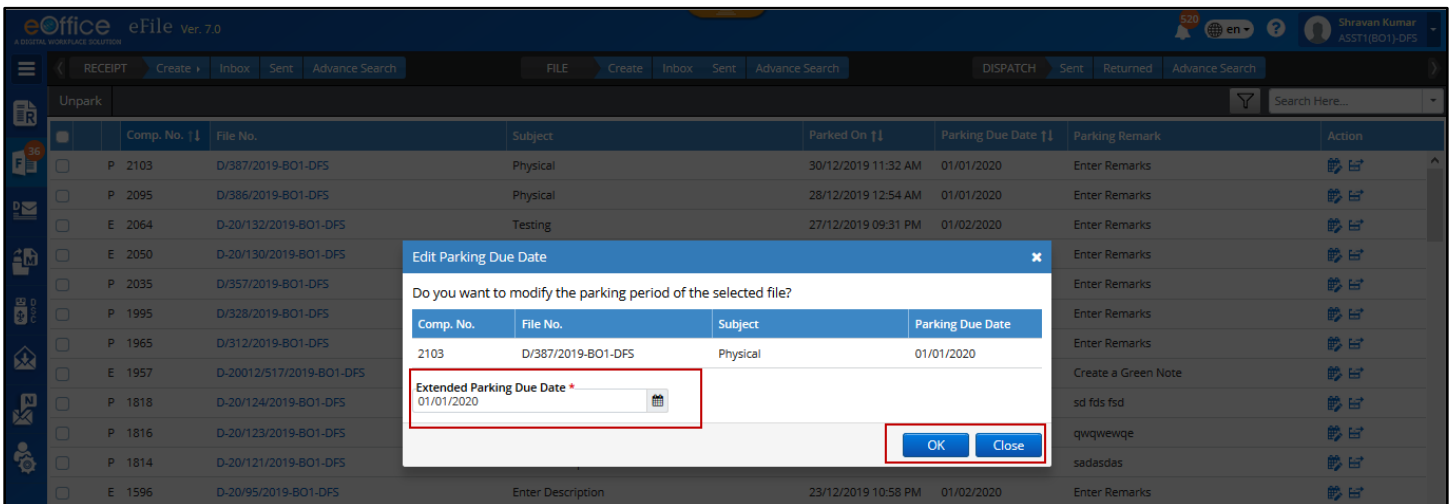 eOffice eFile Ver. 7.0 520 en ? Shravan Kumar
A DIGITAL WORKPLACE SOLUTION ASST1(BO1)-DFS
RECEIPT Create Inbox Sent Advance Search FILE Create Inbox Sent Advance Search DISPATCH Sent Returned Advance Search
Unpark Search Here...
R
Comp. No. File No. Subject Parked On Parking Due Date Parking Remark Action
36
F
P 2103 D/387/2019-BO1-DFS Physical 30/12/2019 11:32 AM 01/01/2020 Enter Remarks
P 2095 D/386/2019-BO1-DFS Physical 28/12/2019 12:54 AM 01/01/2020 Enter Remarks
D
E 2064 D-20/132/2019-BO1-DFS Testing 27/12/2019 09:31 PM 01/02/2020 Enter Remarks
M
E 2050 D-20/130/2019-BO1-DFS Enter Remarks
P 2035 D/357/2019-BO1-DFS Enter Remarks
DSC
P 1995 D/328/2019-BO1-DFS Enter Remarks
P 1965 D/312/2019-BO1-DFS Enter Remarks
E 1957 D-20012/517/2019-BO1-DFS Create a Green Note
N
P 1818 D-20/124/2019-BO1-DFS sd fds fsd
P 1816 D-20/123/2019-BO1-DFS qwqwewqe
P 1814 D-20/121/2019-BO1-DFS sadasdas
E 1596 D-20/95/2019-BO1-DFS Enter Description 23/12/2019 10:58 PM 01/02/2020 Enter Remarks
Edit Parking Due Date
Do you want to modify the parking period of the selected file?
Comp. No. File No. Subject Parking Due Date
2103 D/387/2019-BO1-DFS Physical 01/01/2020
Extended Parking Due Date *
01/01/2020
OK Close